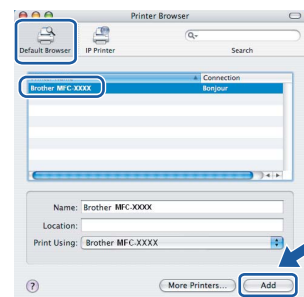 Printer Browser
Default Browser
IP Printer
Q-
Search
Connection
Brother MFC-XXXX Bonjour
Name: Brother MFC-XXXX
Location:
Print Using: Brother MFC-XXXX
? More Printers... Add